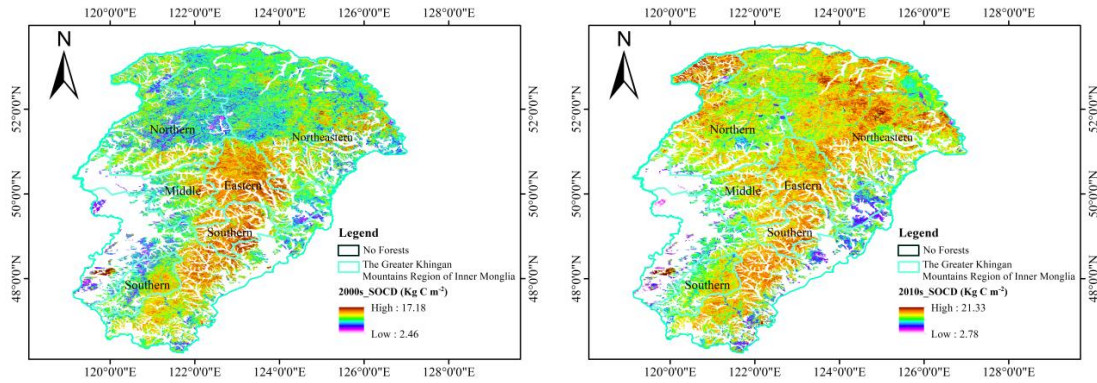 120°0'0"E 122°0'0"E 124°0'0"E 126°0'0"E 128°0'0"E
N
52°0'0"N
50°0'0"N
48°0'0"N
Northern
Northeastern
Middle
Eastern
Southern
Southern
Legend
No Forests
The Greater Khingan
Mountains Region of Inner Monglia
2000s_SOCD (Kg C m-2)
High : 17.18
Low : 2.46
120°0'0"E 122°0'0"E 124°0'0"E 126°0'0"E 128°0'0"E
120°0'0"E 122°0'0"E 124°0'0"E 126°0'0"E 128°0'0"E
N
52°0'0"N
50°0'0"N
48°0'0"N
Northern
Northeastern
Middle
Eastern
Southern
Southern
Legend
No Forests
The Greater Khingan
Mountains Region of Inner Monglia
2010s_SOCD (Kg C m-2)
High : 21.33
Low : 2.78
120°0'0"E 122°0'0"E 124°0'0"E 126°0'0"E 128°0'0"E